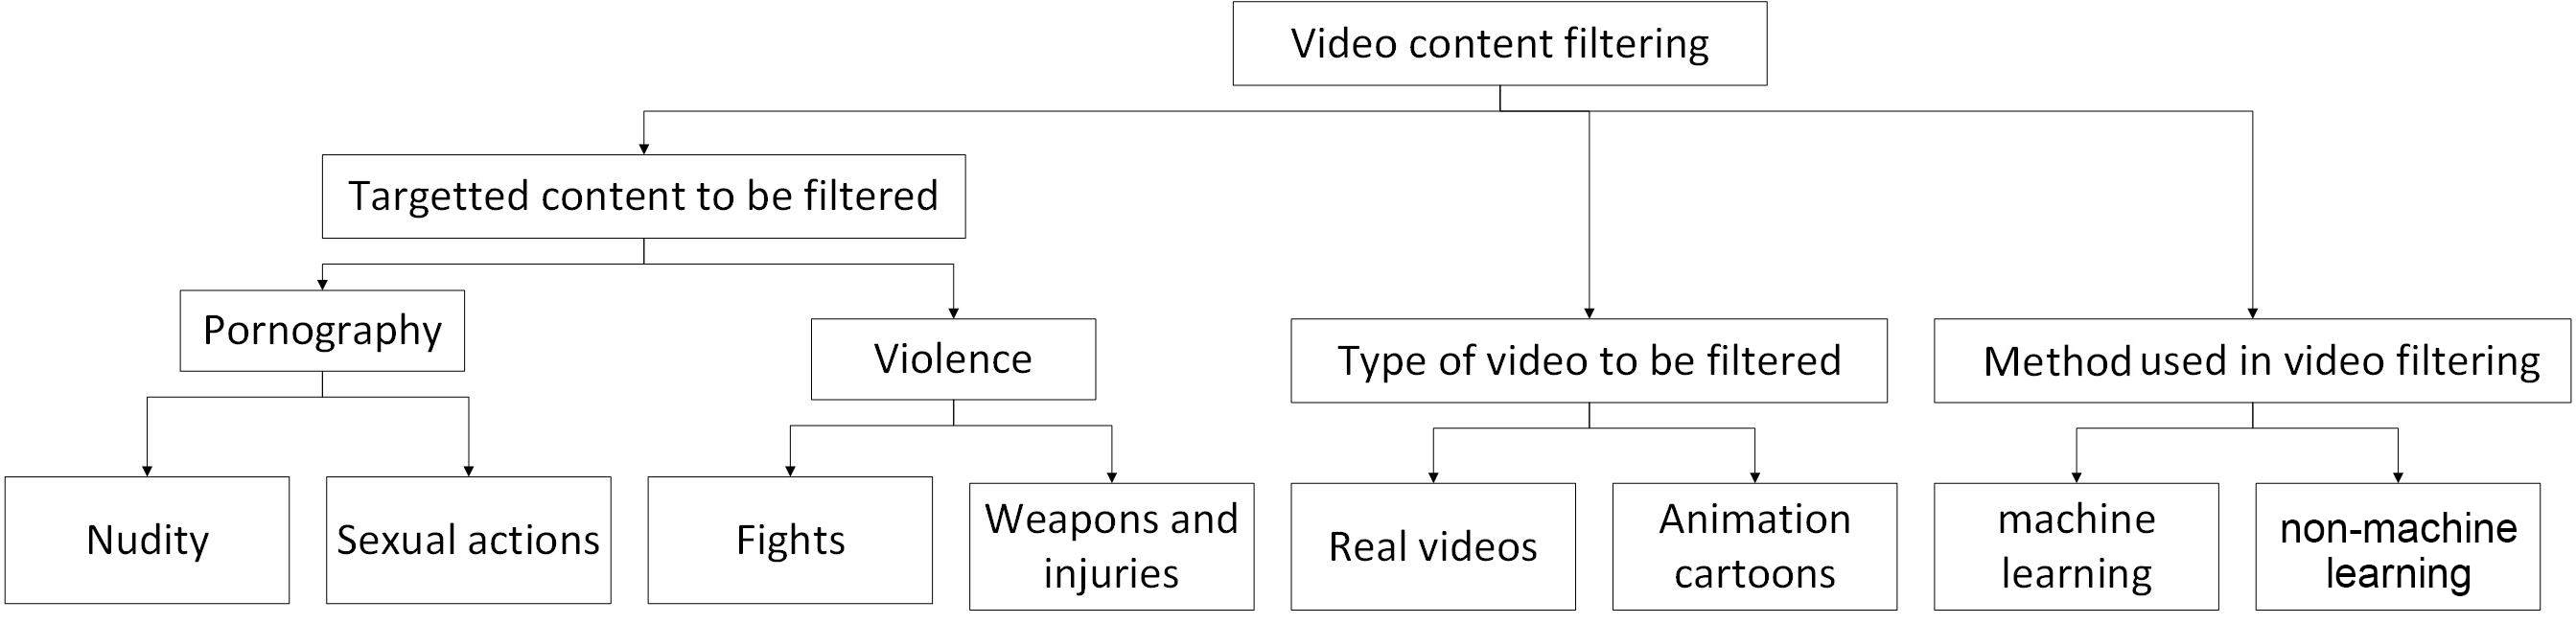 Video content filtering
Targetted content to be filtered
Pornography
Violence
Type of video to be filtered
Method used in video filtering
Nudity
Sexual actions
Fights
Weapons and
injuries
Real videos
Animation
cartoons
machine
learning
non-machine
learning